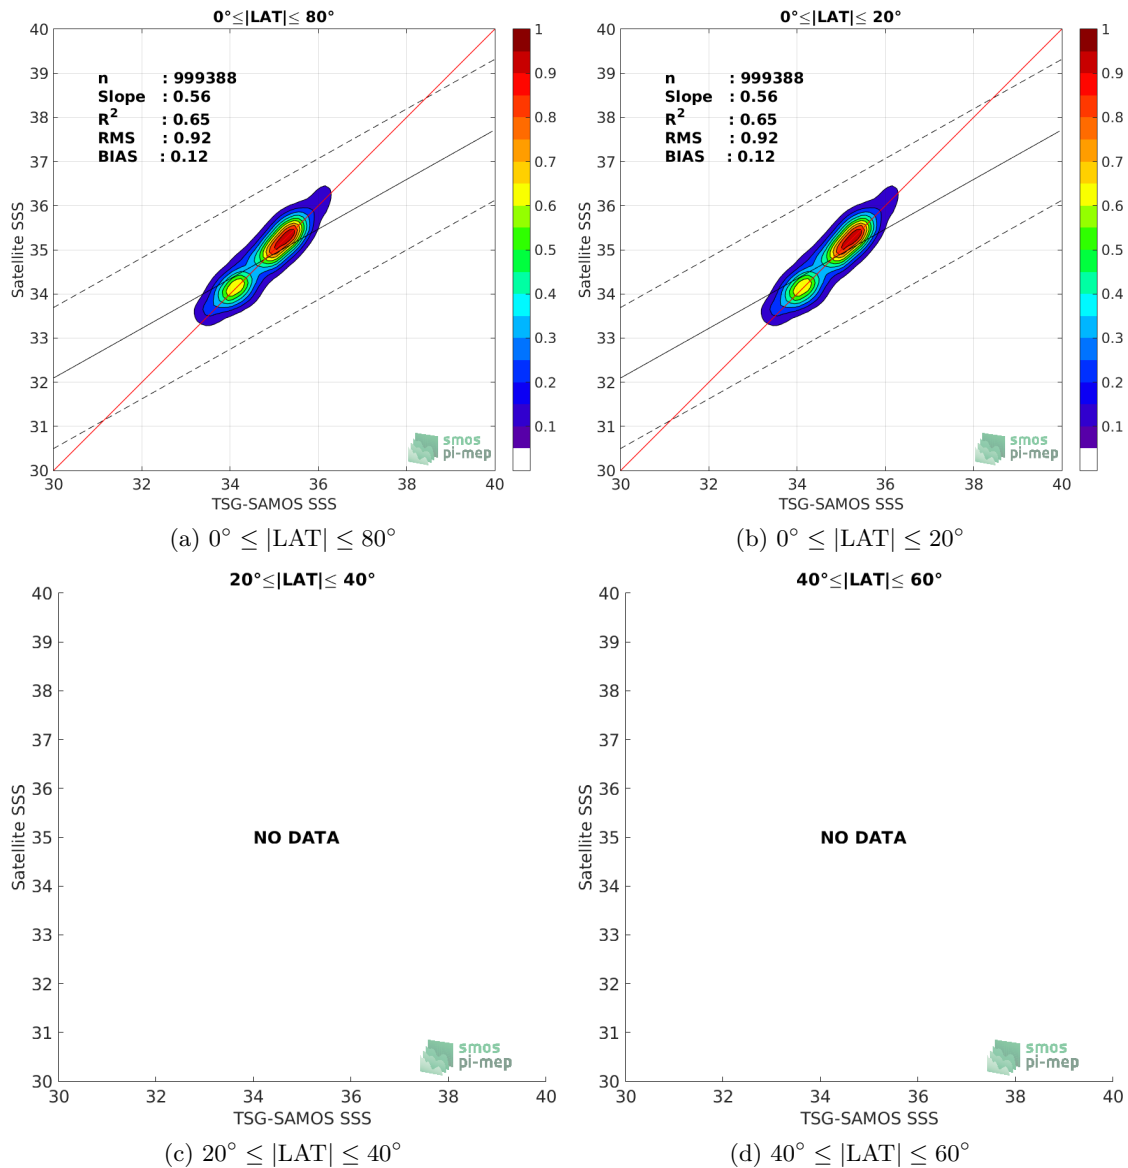 0°≤|LAT|≤ 80°
n : 999388
Slope : 0.56
R² : 0.65
RMS : 0.92
BIAS : 0.12
40
39
38
37
36
35
34
33
32
31
30
Satellite SSS
30 32 34 36 38 40
TSG-SAMOS SSS
1
0.9
0.8
0.7
0.6
0.5
0.4
0.3
0.2
0.1
smos
pi-mep
(a) 0° ≤ |LAT| ≤ 80°
0°≤|LAT|≤ 20°
n : 999388
Slope : 0.56
R² : 0.65
RMS : 0.92
BIAS : 0.12
40
39
38
37
36
35
34
33
32
31
30
Satellite SSS
30 32 34 36 38 40
TSG-SAMOS SSS
1
0.9
0.8
0.7
0.6
0.5
0.4
0.3
0.2
0.1
smos
pi-mep
(b) 0° ≤ |LAT| ≤ 20°
20°≤|LAT|≤ 40°
40
39
38
37
36
35
34
33
32
31
30
Satellite SSS
NO DATA
smos
pi-mep
30 32 34 36 38 40
TSG-SAMOS SSS
(c) 20° ≤ |LAT| ≤ 40°
40°≤|LAT|≤ 60°
40
39
38
37
36
35
34
33
32
31
30
Satellite SSS
NO DATA
smos
pi-mep
30 32 34 36 38 40
TSG-SAMOS SSS
(d) 40° ≤ |LAT| ≤ 60°